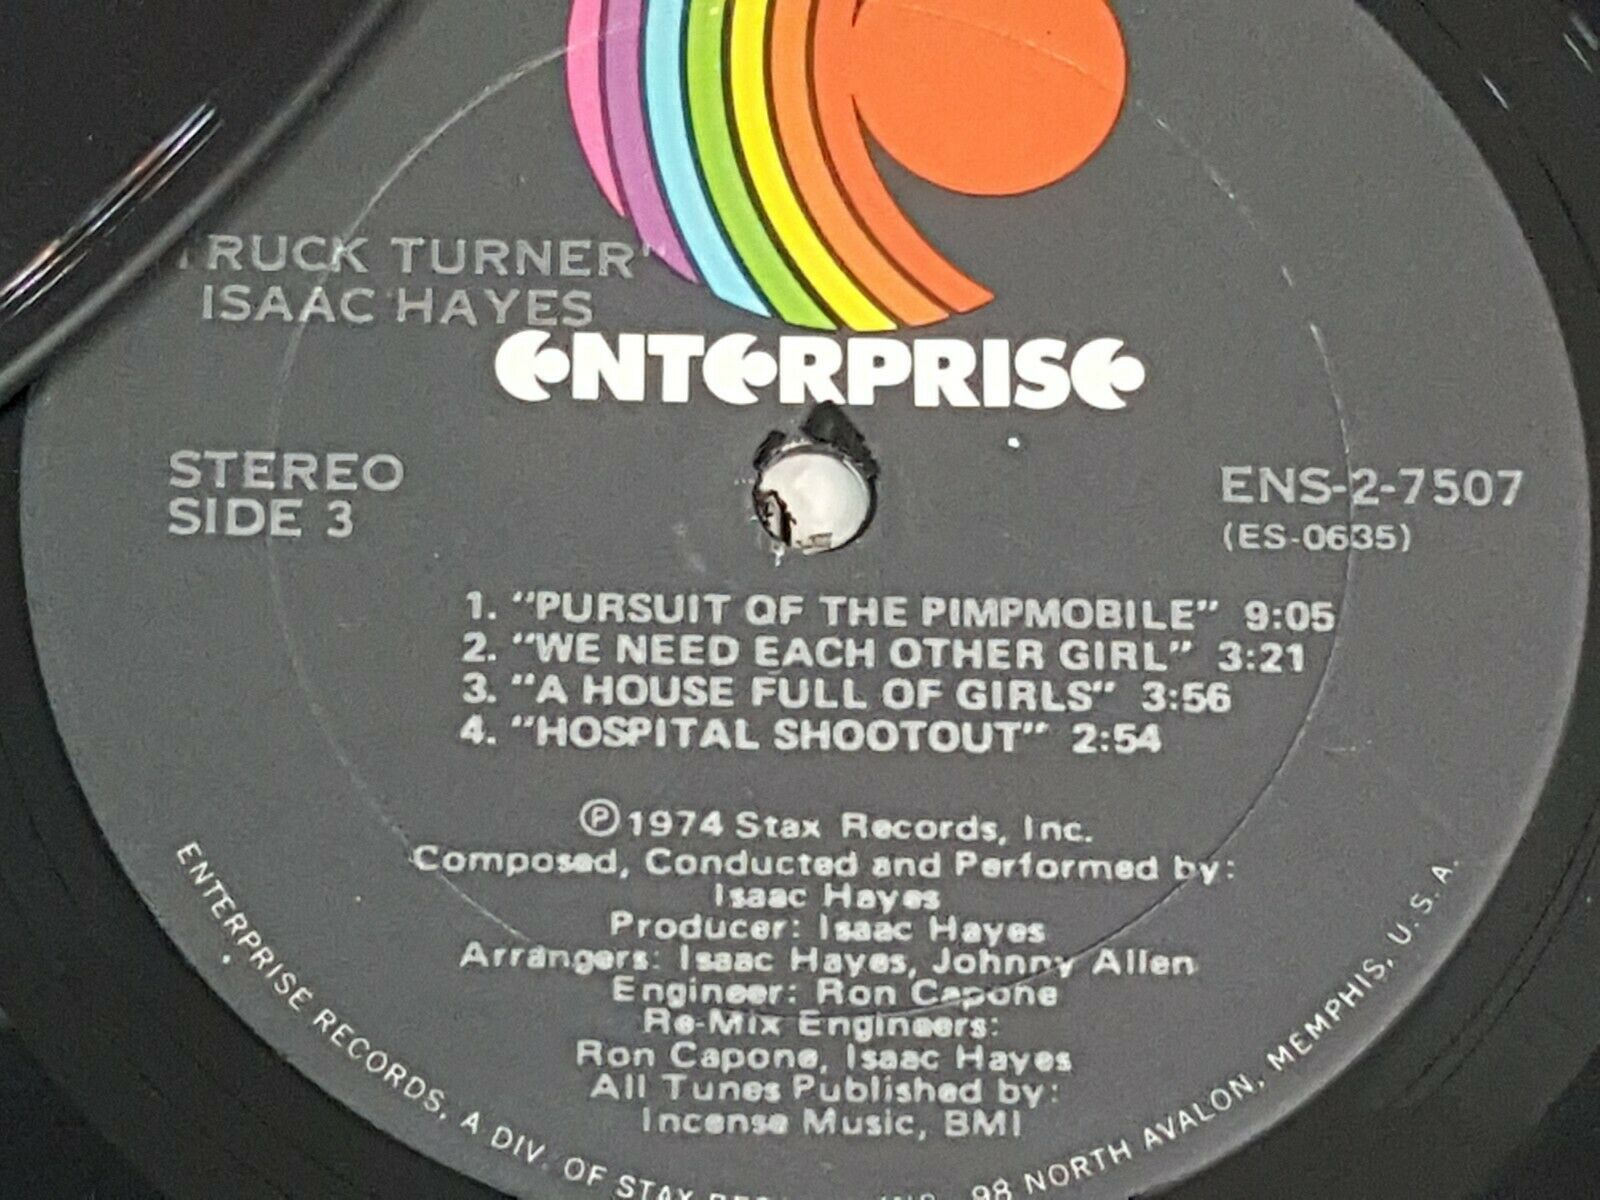 TRUCK TURNER"
ISAAC HAYES
ENTERPRISE
STEREO
SIDE 3
ENS-2-7507
(ES-0635)
1. "PURSUIT OF THE PIMPMOBILE" 9:05
2. "WE NEED EACH OTHER GIRL" 3:21
3. "A HOUSE FULL OF GIRLS" 3:56
4. "HOSPITAL SHOOTOUT" 2:54
℗ 1974 Stax Records, Inc.
Composed, Conducted and Performed by:
Isaac Hayes
Producer: Isaac Hayes
Arrangers: Isaac Hayes, Johnny Allen
Engineer: Ron Capone
Re-Mix Engineers:
Ron Capone, Isaac Hayes
All Tunes Published by:
Incense Music, BMI
ENTERPRISE RECORDS, A DIV. OF STAX 98 NORTH AVALON, MEMPHIS, U.S.A.